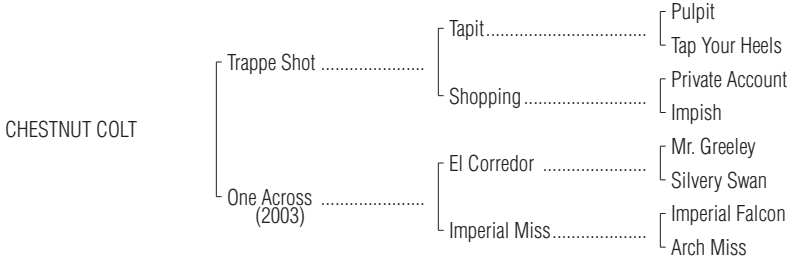 Pulpit
Tapit..................................
Tap Your Heels
Trappe Shot ......................
Private Account
Shopping..........................
Impish
CHESTNUT COLT
Mr. Greeley
El Corredor ......................
Silvery Swan
One Across ......................
(2003)
Imperial Falcon
Imperial Miss....................
Arch Miss